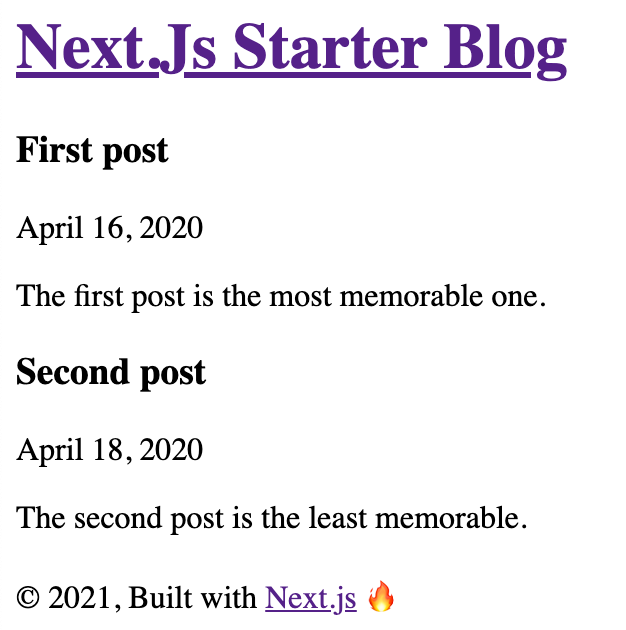 Next.Js Starter Blog
First post
April 16, 2020
The first post is the most memorable one.
Second post
April 18, 2020
The second post is the least memorable.
© 2021, Built with Next.js 🔥